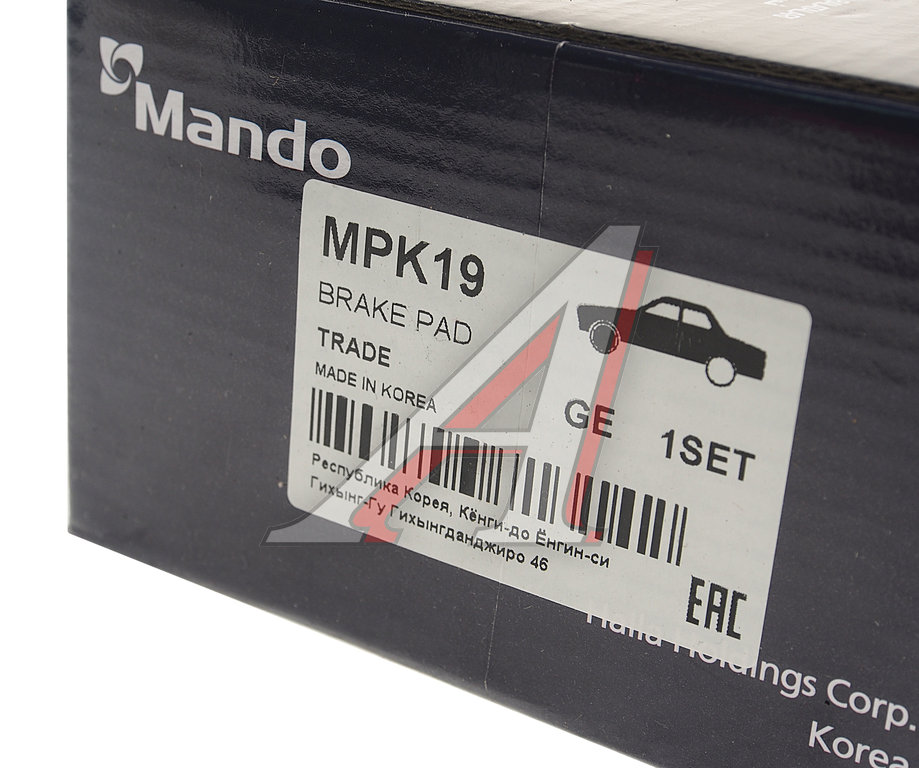 Mando
MPK19
BRAKE PAD
TRADE
MADE IN KOREA
GE 1SET
Республика Корея, Кёнги-до Ёнгин-си
Гихынг-Гу Гихынгданджиро 46
EAC
Halla Holdings Corp.
Korea